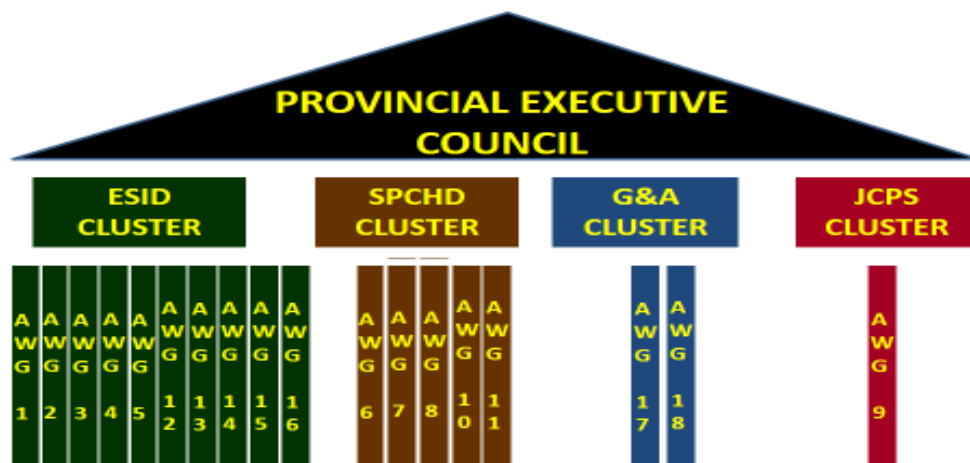 PROVINCIAL EXECUTIVE
COUNCIL
ESID
CLUSTER
SPCHD
CLUSTER
G&A
CLUSTER
JCPS
CLUSTER
AWG 1
AWG 2
AWG 3
AWG 4
AWG 5
AWG 12
AWG 13
AWG 14
AWG 15
AWG 16
AWG 6
AWG 7
AWG 8
AWG 10
AWG 11
AWG 17
AWG 18
AWG 9